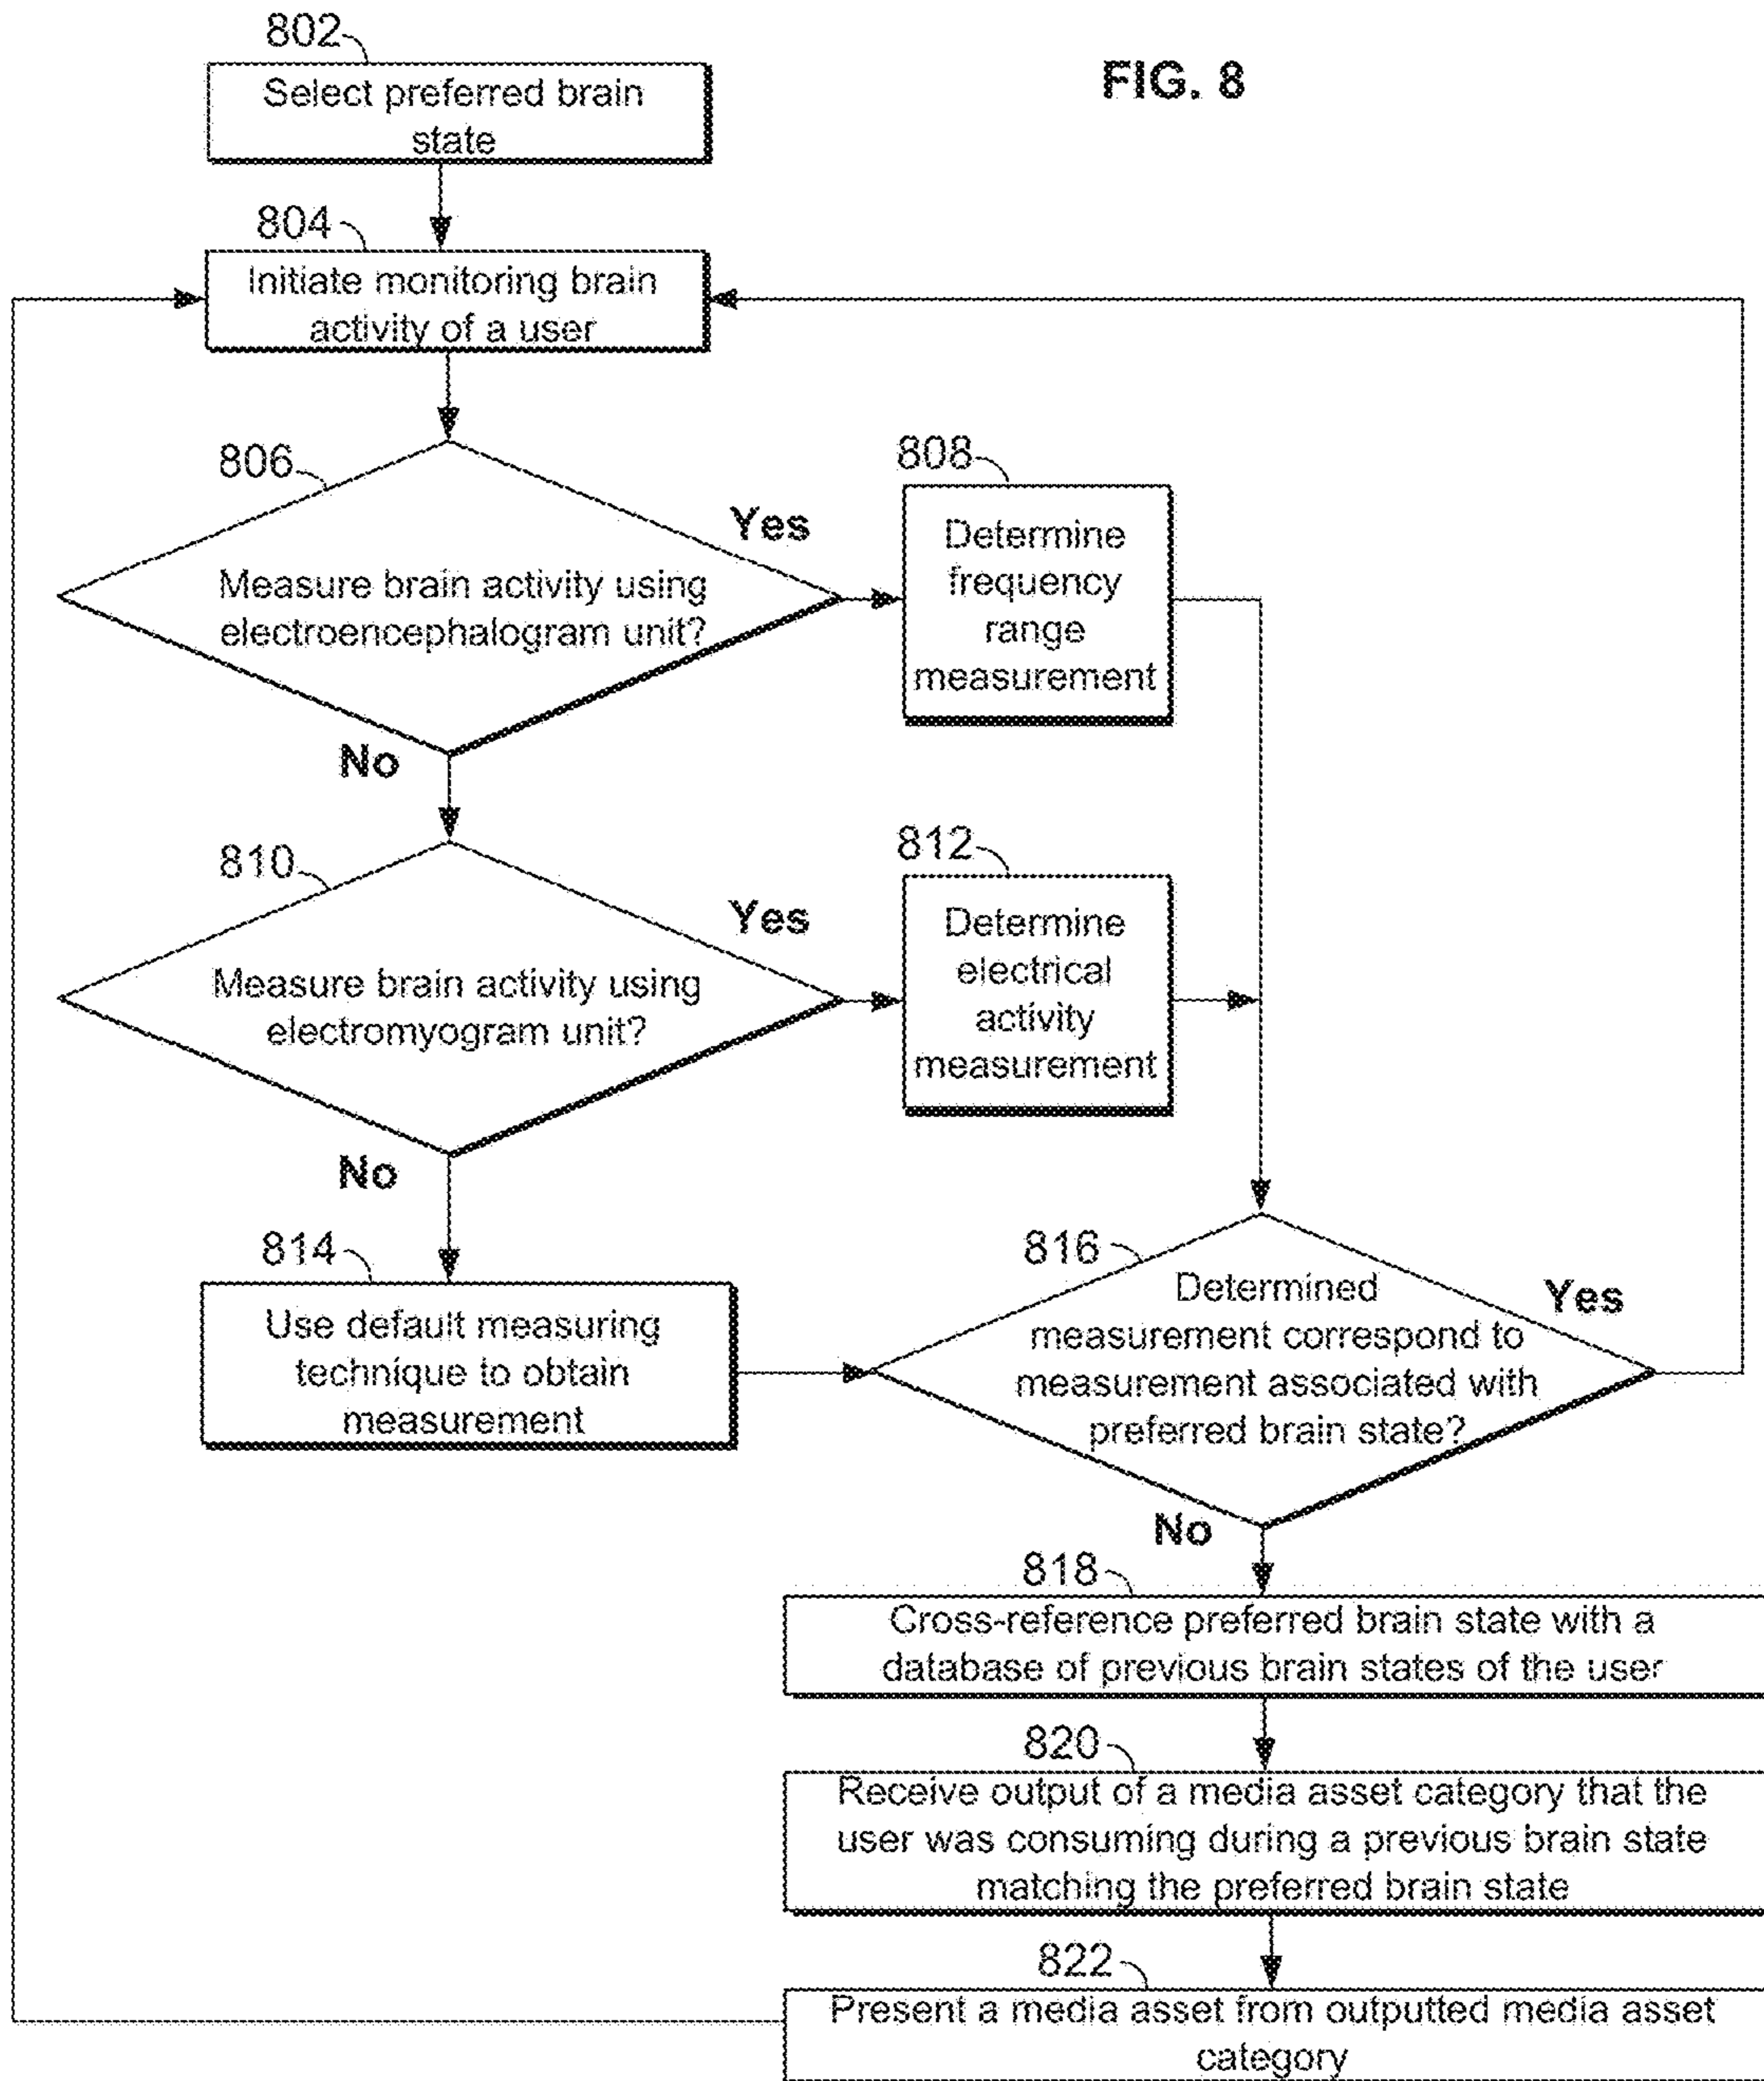 802
FIG. 8
Select preferred brain
state
804
Initiate monitoring brain
activity of a user
806
Yes
Measure brain activity using
electroencephalogram unit?
No
808
Determine
frequency
range
measurement
810
Yes
Measure brain activity using
electromyogram unit?
No
812
Determine
electrical
activity
measurement
814
Use default measuring
technique to obtain
measurement
816
Determined
measurement correspond to
measurement associated with
preferred brain state?
Yes
No
818
Cross-reference preferred brain state with a
database of previous brain states of the user
820
Receive output of a media asset category that the
user was consuming during a previous brain state
matching the preferred brain state
822
Present a media asset from outputted media asset
category